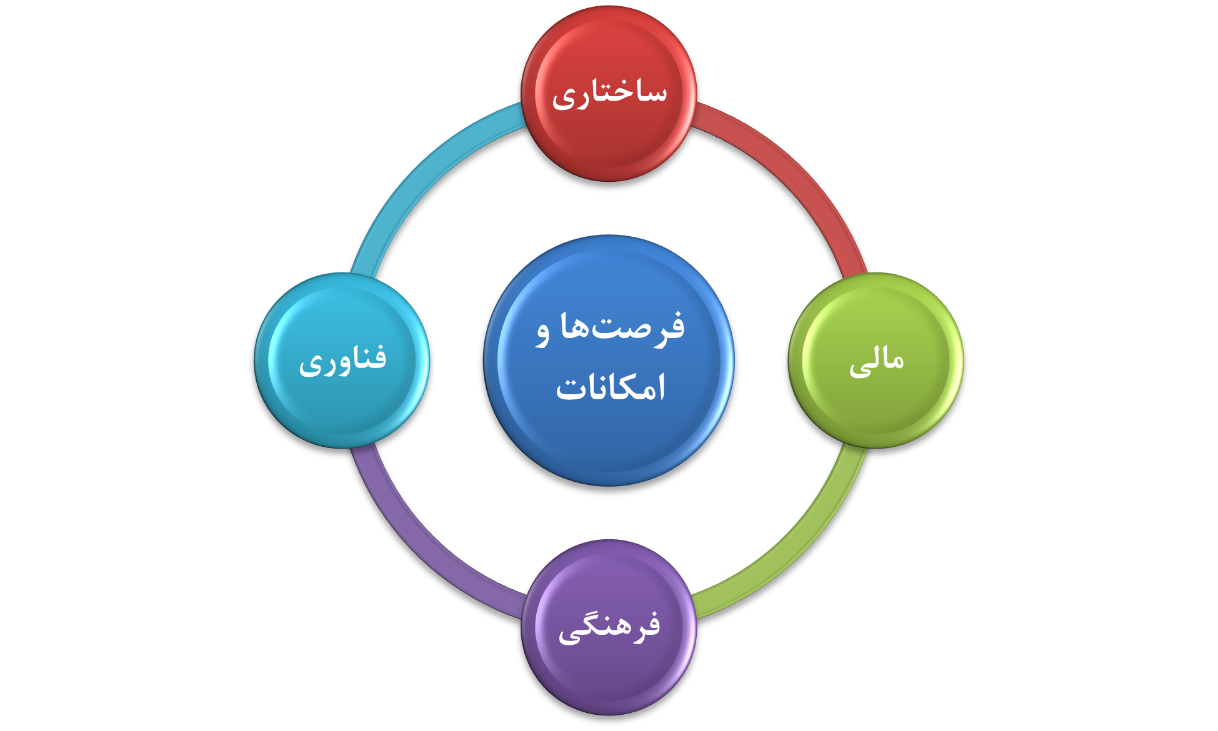 ساختاری
فرصت‌ها و
امکانات
مالی
فناوری
فرهنگی